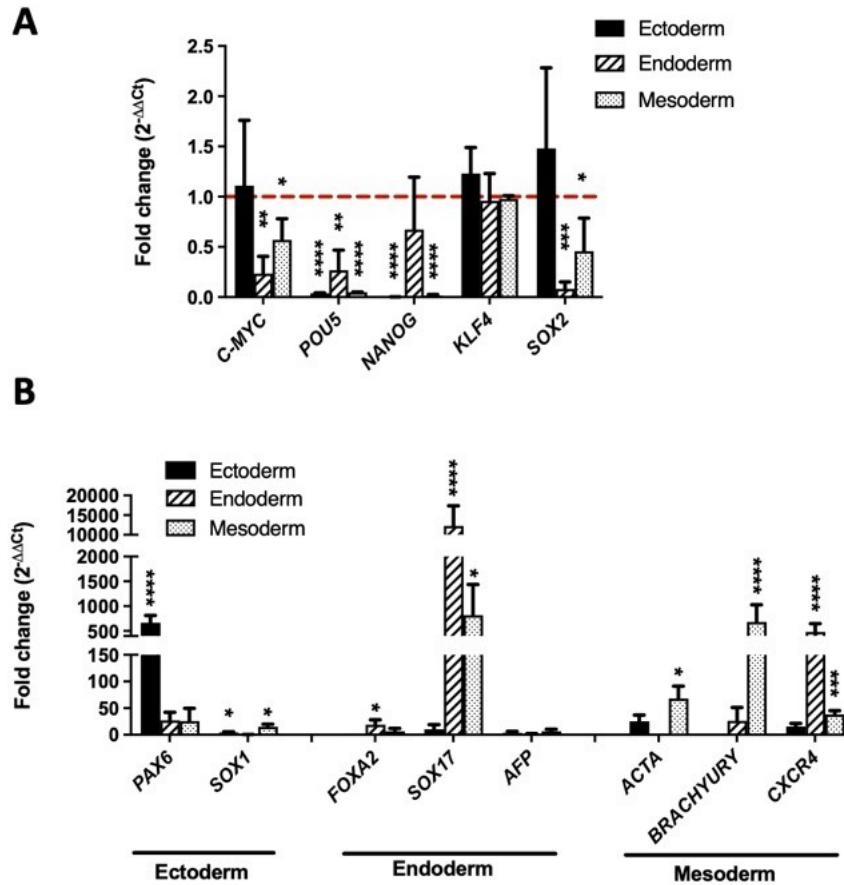 A
Fold change (2-ΔΔCt)
2.5
2.0
1.5
1.0
0.5
0.0
Ectoderm
Endoderm
Mesoderm
**
*
****
**
****
****
****
***
*
C-MYC
POU5
NANOG
KLF4
SOX2
B
Fold change (2-ΔΔCt)
20000
15000
10000
2000
1500
1000
500
150
100
50
0
Ectoderm
Endoderm
Mesoderm
****
*
*
*
****
*
*
****
****
***
PAX6
SOX1
FOXA2
SOX17
AFP
ACTA
BRACHYURY
CXCR4
Ectoderm
Endoderm
Mesoderm